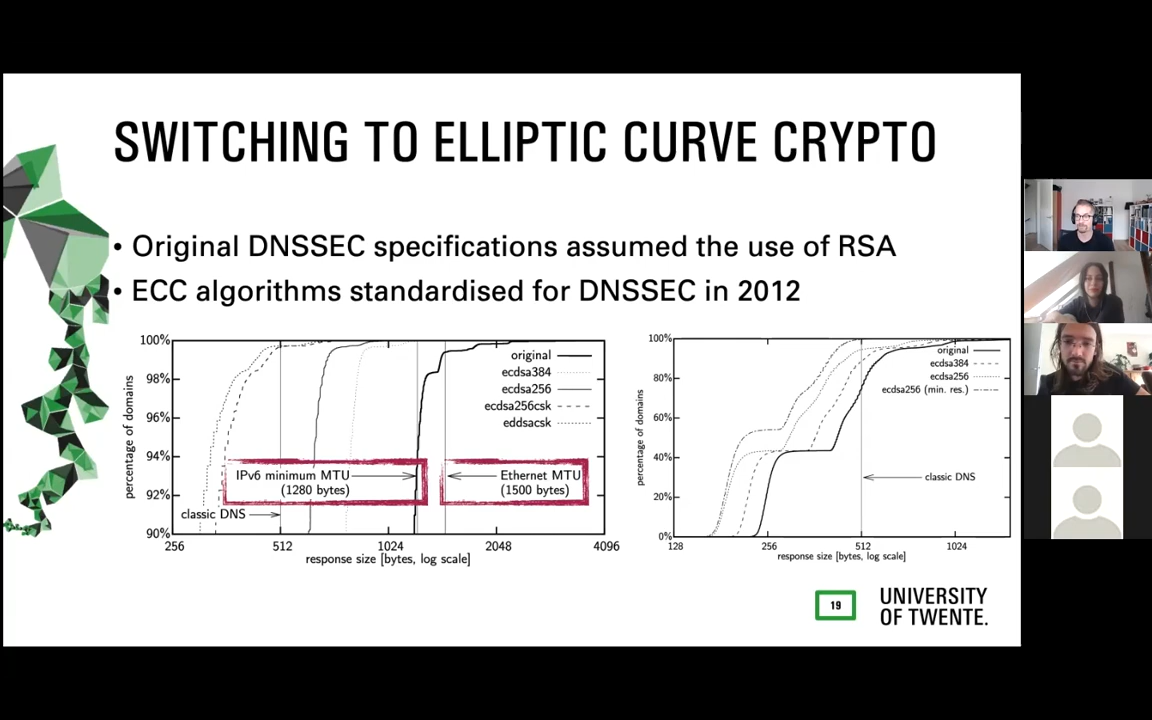 SWITCHING TO ELLIPTIC CURVE CRYPTO
• Original DNSSEC specifications assumed the use of RSA
• ECC algorithms standardised for DNSSEC in 2012
100%
98%
96%
94%
92%
90%
percentage of domains
original
ecdsa384
ecdsa256
ecdsa256csk
eddsacsk
IPv6 minimum MTU
(1280 bytes)
Ethernet MTU
(1500 bytes)
classic DNS
256 512 1024 2048 4096
response size [bytes, log scale]
100%
80%
60%
40%
20%
0%
percentage of domains
original
ecdsa384
ecdsa256
ecdsa256 (min. res.)
classic DNS
128 256 512 1024
response size [bytes, log scale]
19
UNIVERSITY
OF TWENTE.